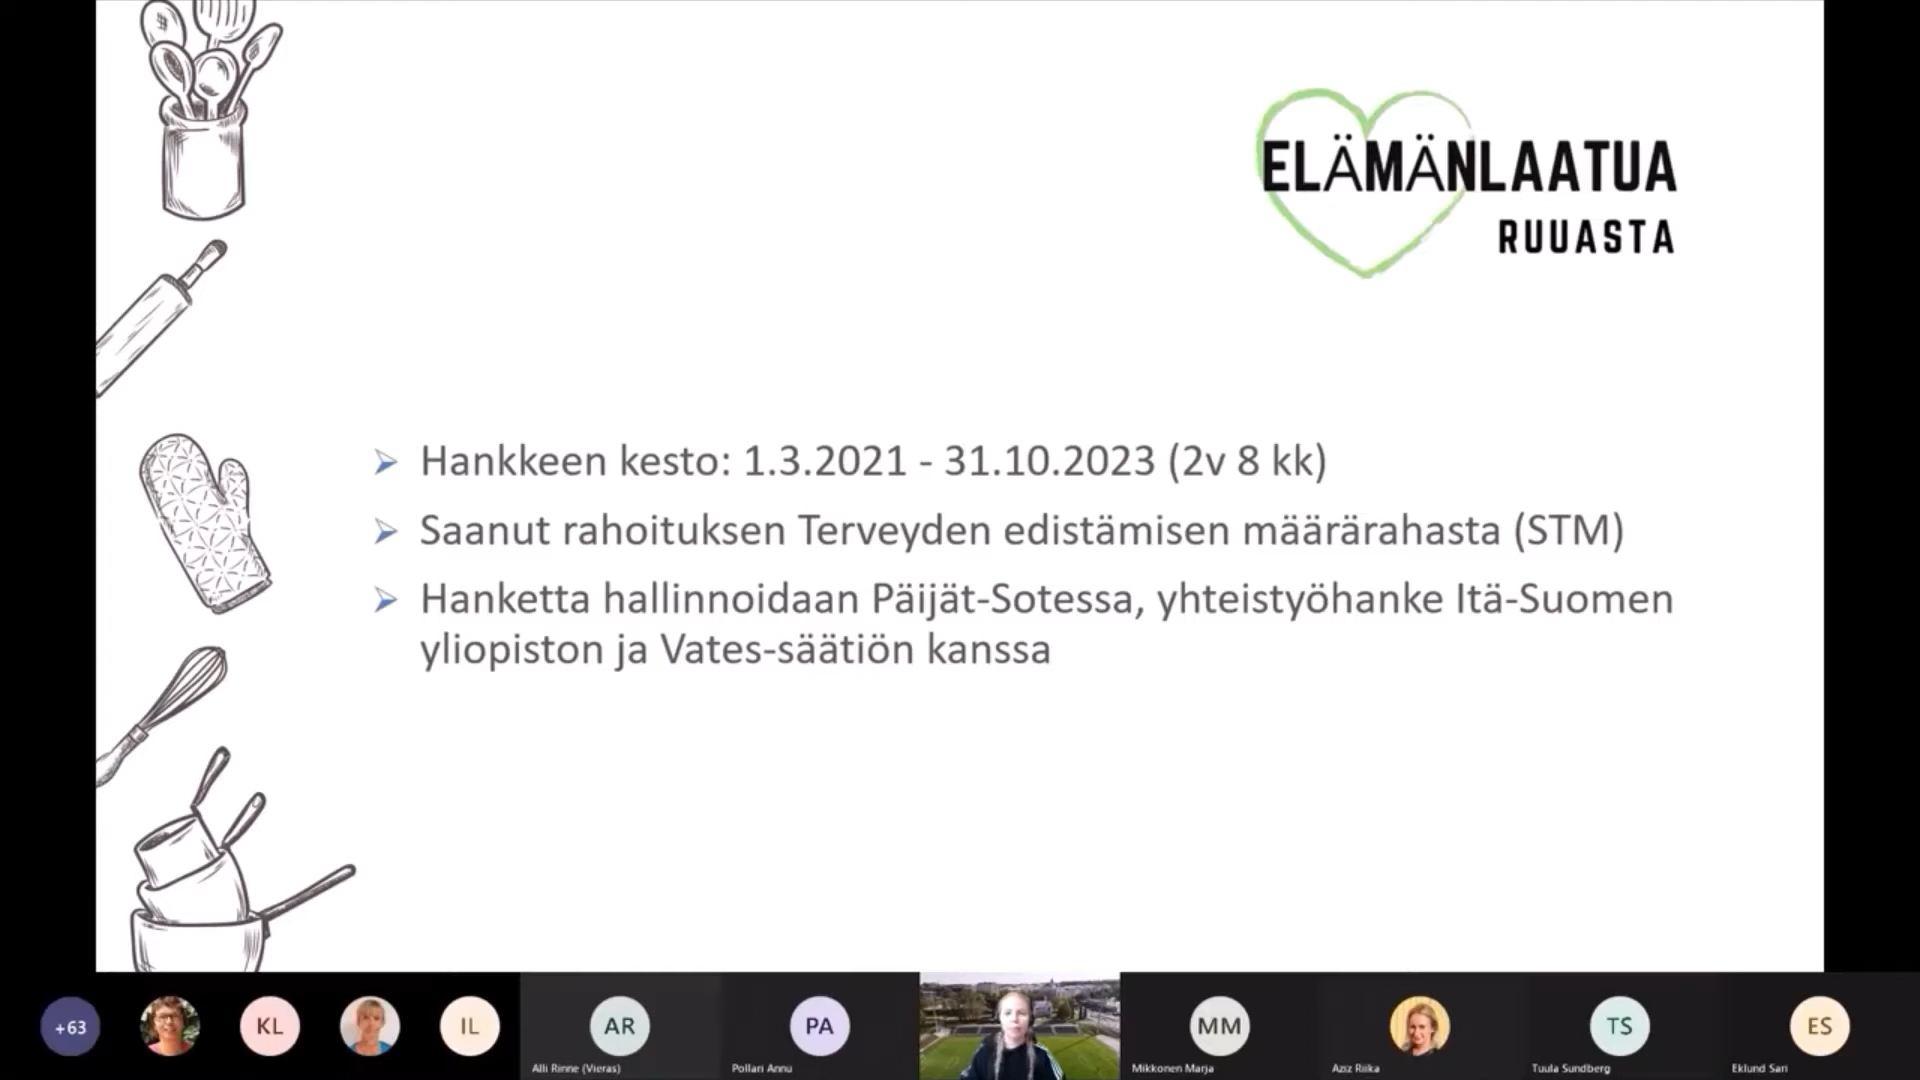 ELÄMÄNLAATUA
RUUASTA
Hankkeen kesto: 1.3.2021 - 31.10.2023 (2v 8 kk)
Saanut rahoituksen Terveyden edistämisen määrärahasta (STM)
Hanketta hallinnoidaan Päijät-Sotessa, yhteistyöhanke Itä-Suomen
yliopiston ja Vates-säätiön kanssa
+63
KL
IL
AR
PA
MM
TS
ES
Alli Rinne (Vieras)
Pollari Annu
Mikkonen Marja
Aziz Riika
Tuula Sundberg
Eklund Sari